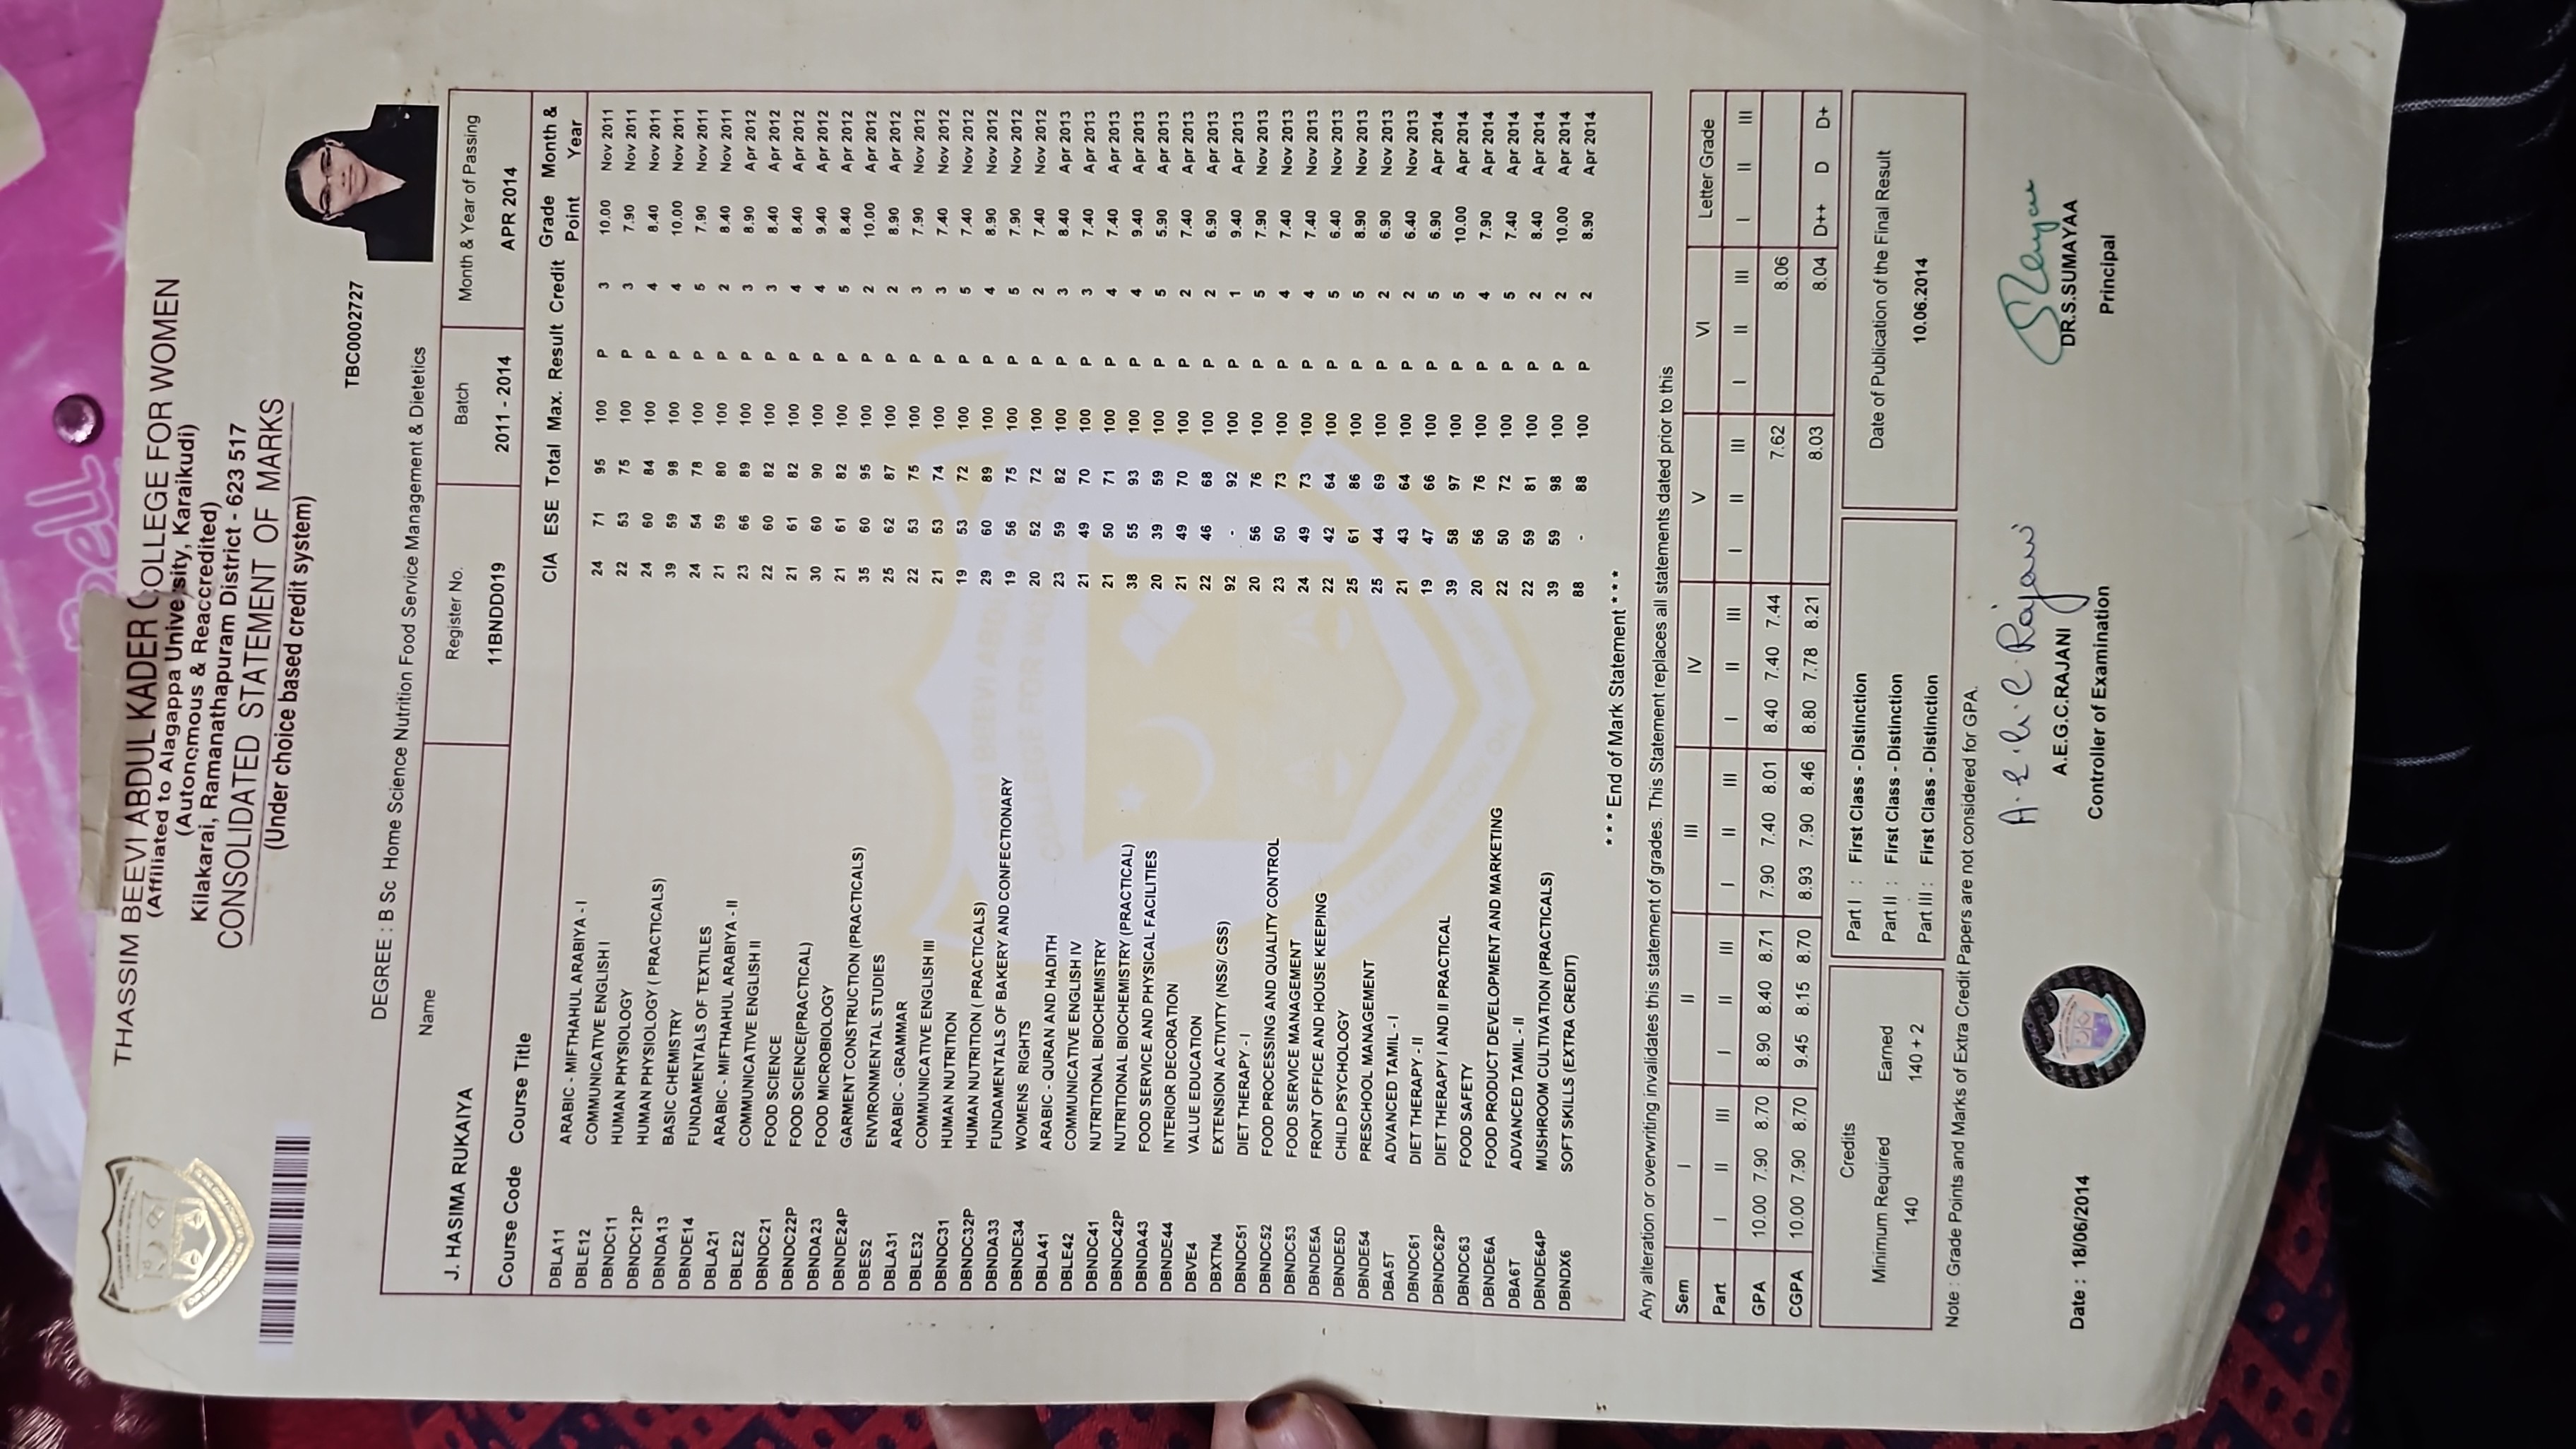 THASSIM BEEVI ABDUL KADER COLLEGE FOR WOMEN
(Affiliated to Alagappa University, Karaikudi)
(Autonomous & Reaccredited)
Kilakarai, Ramanathapuram District - 623 517
CONSOLIDATED STATEMENT OF MARKS
(Under choice based credit system)
TBC0002727
DEGREE : B Sc Home Science Nutrition Food Service Management & Dietetics
Name Register No. Batch Month & Year of Passing
J. HASIMA RUKAIYA 11BNDD019 2011 - 2014 APR 2014
Course Code Course Title CIA ESE Total Max. Result Credit Grade Point Month & Year
DBLA11 ARABIC - MIFTHAHUL ARABIYA - I 24 71 95 100 P 3 10.00 Nov 2011
DBLE12 COMMUNICATIVE ENGLISH I 22 53 75 100 P 3 7.90 Nov 2011
DBNDC11 HUMAN PHYSIOLOGY 24 60 84 100 P 4 8.40 Nov 2011
DBNDC12P HUMAN PHYSIOLOGY ( PRACTICALS) 39 59 98 100 P 4 10.00 Nov 2011
DBNDA13 BASIC CHEMISTRY 24 54 78 100 P 5 7.90 Nov 2011
DBNDE14 FUNDAMENTALS OF TEXTILES 21 59 80 100 P 2 8.40 Nov 2011
DBLA21 ARABIC - MIFTHAHUL ARABIYA - II 23 66 89 100 P 3 8.90 Apr 2012
DBLE22 COMMUNICATIVE ENGLISH II 22 60 82 100 P 3 8.40 Apr 2012
DBNDC21 FOOD SCIENCE 21 61 82 100 P 4 8.40 Apr 2012
DBNDC22P FOOD SCIENCE(PRACTICAL) 30 60 90 100 P 4 9.40 Apr 2012
DBNDA23 FOOD MICROBIOLOGY 21 61 82 100 P 5 8.40 Apr 2012
DBNDE24P GARMENT CONSTRUCTION (PRACTICALS) 35 60 95 100 P 2 10.00 Apr 2012
DBES2 ENVIRONMENTAL STUDIES 25 62 87 100 P 2 8.90 Apr 2012
DBLA31 ARABIC - GRAMMAR 22 53 75 100 P 3 7.90 Nov 2012
DBLE32 COMMUNICATIVE ENGLISH III 21 53 74 100 P 3 7.40 Nov 2012
DBNDC31 HUMAN NUTRITION 19 53 72 100 P 5 7.40 Nov 2012
DBNDC32P HUMAN NUTRITION ( PRACTICALS) 29 60 89 100 P 4 8.90 Nov 2012
DBNDA33 FUNDAMENTALS OF BAKERY AND CONFECTIONARY 19 56 75 100 P 5 7.90 Nov 2012
DBNDE34 WOMENS RIGHTS 20 52 72 100 P 2 7.40 Nov 2012
DBLA41 ARABIC - QURAN AND HADITH 23 59 82 100 P 3 8.40 Apr 2013
DBLE42 COMMUNICATIVE ENGLISH IV 21 49 70 100 P 3 7.40 Apr 2013
DBNDC41 NUTRITIONAL BIOCHEMISTRY 21 50 71 100 P 4 7.40 Apr 2013
DBNDC42P NUTRITIONAL BIOCHEMISTRY (PRACTICAL) 38 55 93 100 P 4 9.40 Apr 2013
DBNDA43 FOOD SERVICE AND PHYSICAL FACILITIES 20 39 59 100 P 5 5.90 Apr 2013
DBNDE44 INTERIOR DECORATION 21 49 70 100 P 2 7.40 Apr 2013
DBVE4 VALUE EDUCATION 22 46 68 100 P 2 6.90 Apr 2013
DBXTN4 EXTENSION ACTIVITY (NSS/ CSS) 92 - 92 100 P 1 9.40 Apr 2013
DBNDC51 DIET THERAPY - I 20 56 76 100 P 5 7.90 Nov 2013
DBNDC52 FOOD PROCESSING AND QUALITY CONTROL 23 50 73 100 P 4 7.40 Nov 2013
DBNDC53 FOOD SERVICE MANAGEMENT 24 49 73 100 P 4 7.40 Nov 2013
DBNDE5A FRONT OFFICE AND HOUSE KEEPING 22 42 64 100 P 5 6.40 Nov 2013
DBNDE5D CHILD PSYCHOLOGY 25 61 86 100 P 5 8.90 Nov 2013
DBNDE54 PRESCHOOL MANAGEMENT 25 44 69 100 P 2 6.90 Nov 2013
DBA5T ADVANCED TAMIL - I 21 43 64 100 P 2 6.40 Nov 2013
DBNDC61 DIET THERAPY - II 19 47 66 100 P 5 6.90 Apr 2014
DBNDC62P DIET THERAPY I AND II PRACTICAL 39 58 97 100 P 5 10.00 Apr 2014
DBNDC63 FOOD SAFETY 20 56 76 100 P 4 7.90 Apr 2014
DBNDE6A FOOD PRODUCT DEVELOPMENT AND MARKETING 22 50 72 100 P 5 7.40 Apr 2014
DBA6T ADVANCED TAMIL - II 22 59 81 100 P 2 8.40 Apr 2014
DBNDE64P MUSHROOM CULTIVATION (PRACTICALS) 39 59 98 100 P 2 10.00 Apr 2014
DBNDX6 SOFT SKILLS (EXTRA CREDIT) 88 - 88 100 P 2 8.90 Apr 2014
* * * End of Mark Statement * * *
Any alteration or overwriting invalidates this statement of grades. This Statement replaces all statements dated prior to this
Sem I II III IV V VI Letter Grade
Part I II III I II III I II III I II III I II III I II III I II III
GPA 10.00 7.90 8.70 8.90 8.40 8.71 7.90 7.40 8.01 8.40 7.40 7.44 7.62 8.06
CGPA 10.00 7.90 8.70 9.45 8.15 8.70 8.93 7.90 8.46 8.80 7.78 8.21 8.03 8.04 D++ D D+
Credits
Minimum Required Earned
140 140 + 2
Part I : First Class - Distinction
Part II : First Class - Distinction
Part III : First Class - Distinction
Date of Publication of the Final Result
10.06.2014
Note : Grade Points and Marks of Extra Credit Papers are not considered for GPA.
Date : 18/06/2014
A.E.G.C.Rajani
A.E.G.C.RAJANI
Controller of Examination
DR.S.SUMAYAA
Principal